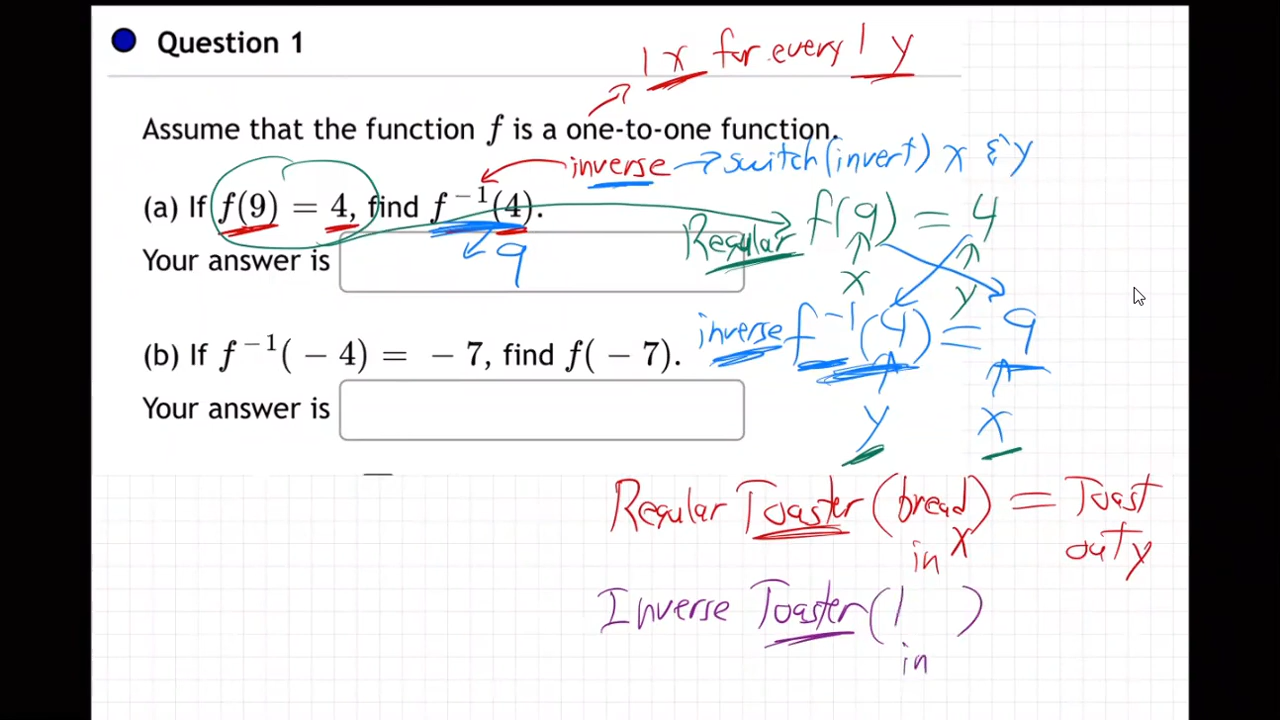 Question 1
1 x for every 1 y
Assume that the function f is a one-to-one function.
inverse → switch (invert) x & y
(a) If f(9) = 4, find f⁻¹(4).
Regular f(9) = 4
Your answer is
9
x
y
inverse f⁻¹(4) = 9
(b) If f⁻¹( − 4) = − 7, find f( − 7).
Your answer is
y
x
Regular Toaster (bread) = Toast
in x
out y
Inverse Toaster ( )
in